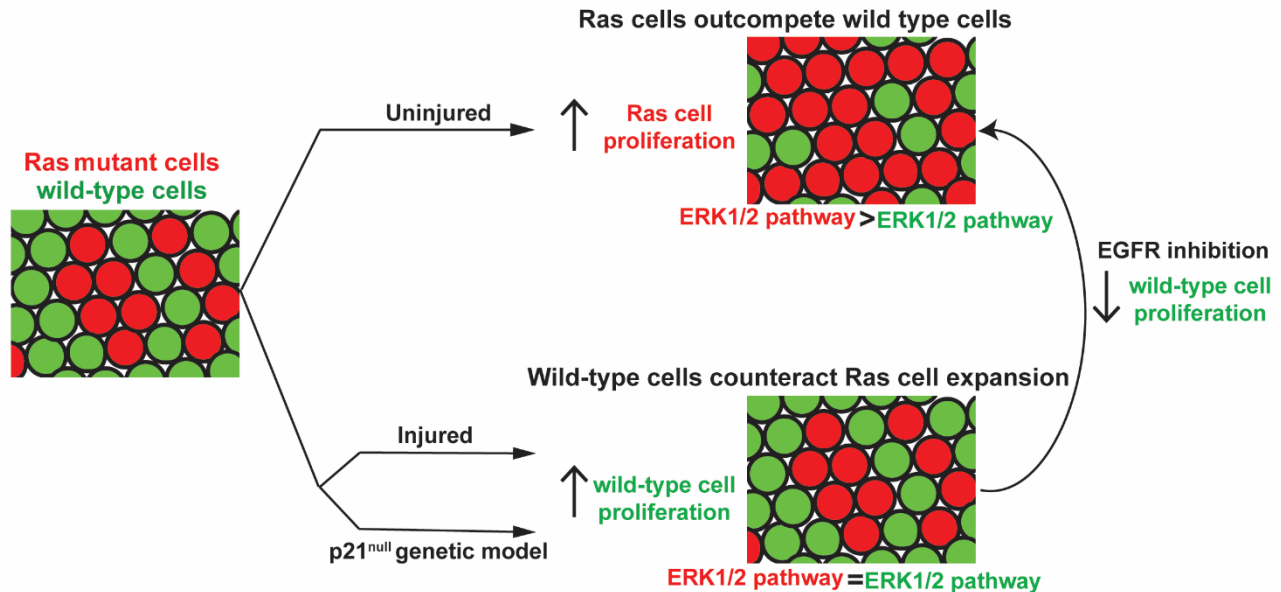 Ras cells outcompete wild type cells
Uninjured
Ras cell
proliferation
Ras mutant cells
wild-type cells
ERK1/2 pathway>ERK1/2 pathway
EGFR inhibition
wild-type cell
proliferation
Wild-type cells counteract Ras cell expansion
Injured
wild-type cell
proliferation
p21null genetic model
ERK1/2 pathway=ERK1/2 pathway